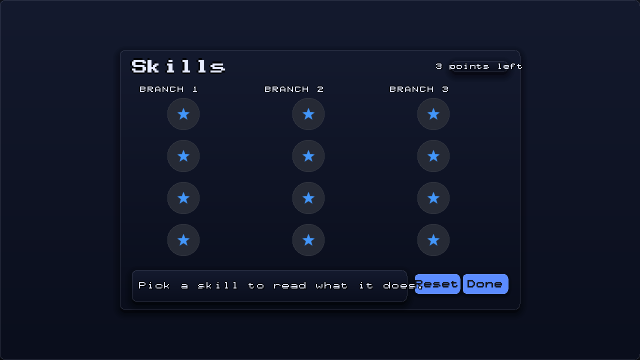 Skills
3 points left
BRANCH 1 BRANCH 2 BRANCH 3
Pick a skill to read what it does.
Reset Done